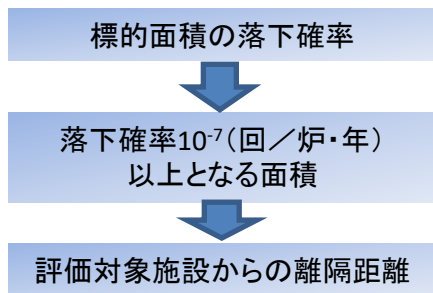 標的面積の落下確率
落下確率10⁻⁷(回／炉・年)
以上となる面積
評価対象施設からの離隔距離